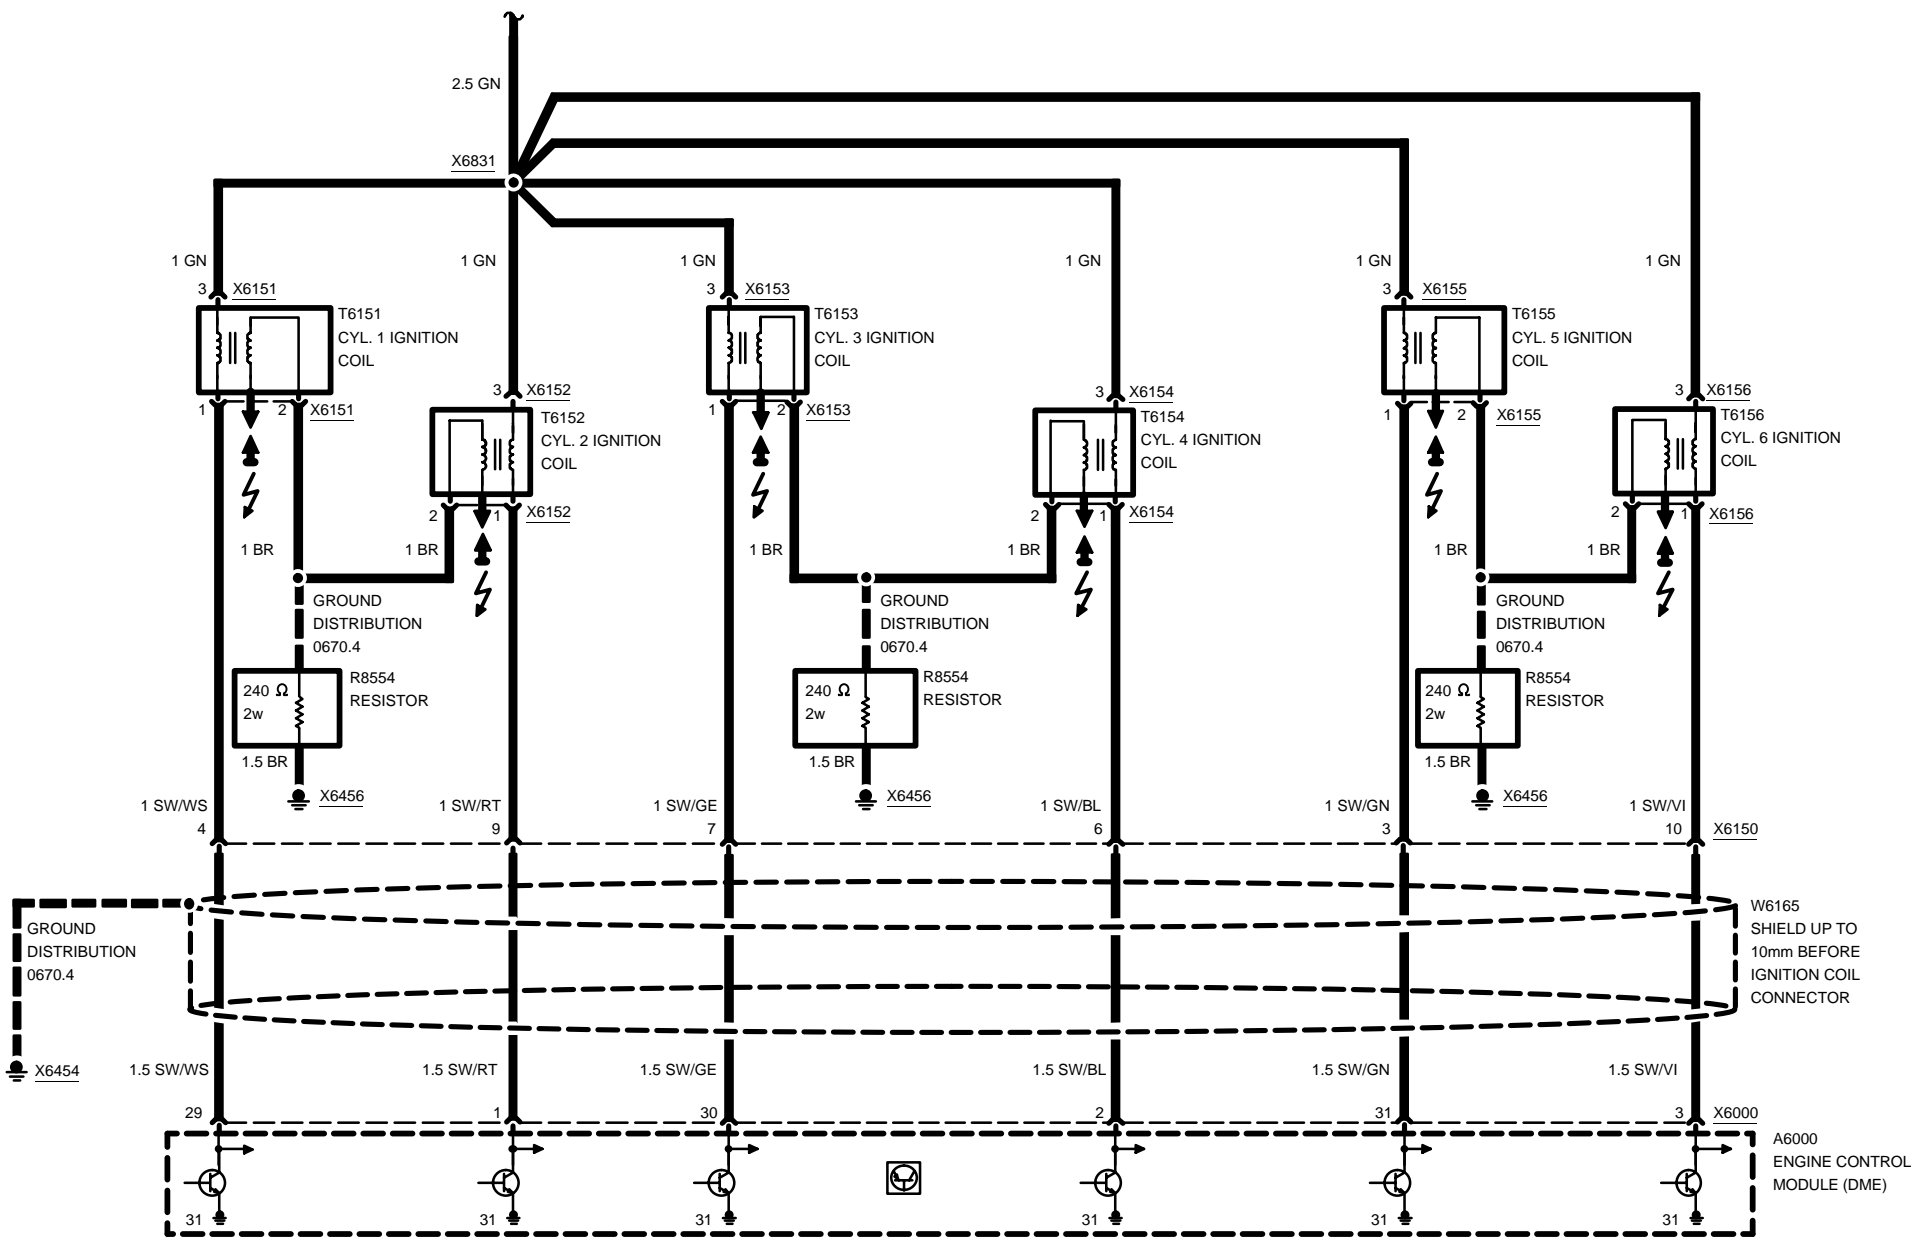 2.5 GN
X6831
1 GN
1 GN
1 GN
1 GN
1 GN
1 GN
3 X6151
3 X6153
3 X6155
T6151
CYL. 1 IGNITION
COIL
T6153
CYL. 3 IGNITION
COIL
T6155
CYL. 5 IGNITION
COIL
3 X6152
3 X6154
3 X6156
1 2 X6151
1 2 X6153
1 2 X6155
T6152
CYL. 2 IGNITION
COIL
T6154
CYL. 4 IGNITION
COIL
T6156
CYL. 6 IGNITION
COIL
2 1 X6152
2 1 X6154
2 1 X6156
1 BR
1 BR
1 BR
1 BR
1 BR
1 BR
GROUND
DISTRIBUTION
0670.4
GROUND
DISTRIBUTION
0670.4
GROUND
DISTRIBUTION
0670.4
240 Ω
2w
R8554
RESISTOR
240 Ω
2w
R8554
RESISTOR
240 Ω
2w
R8554
RESISTOR
1.5 BR
1.5 BR
1.5 BR
X6456
X6456
X6456
1 SW/WS
1 SW/RT
1 SW/GE
1 SW/BL
1 SW/GN
1 SW/VI
4
9
7
6
3
10
X6150
GROUND
DISTRIBUTION
0670.4
W6165
SHIELD UP TO
10mm BEFORE
IGNITION COIL
CONNECTOR
X6454
1.5 SW/WS
1.5 SW/RT
1.5 SW/GE
1.5 SW/BL
1.5 SW/GN
1.5 SW/VI
29
1
30
2
31
3
X6000
A6000
ENGINE CONTROL
MODULE (DME)
31
31
31
31
31
31